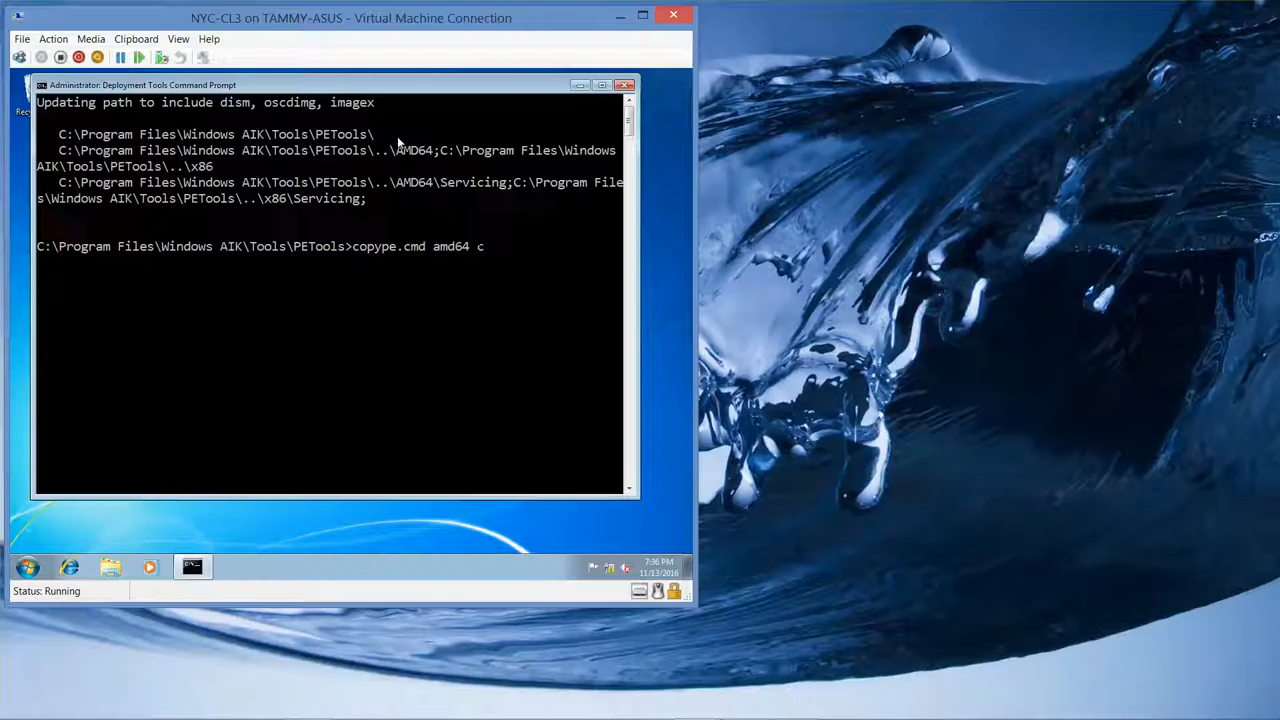 NYC-CL3 on TAMMY-ASUS - Virtual Machine Connection
File Action Media Clipboard View Help
Administrator: Deployment Tools Command Prompt
Updating path to include dism, oscdimg, imagex
C:\Program Files\Windows AIK\Tools\PETools\
C:\Program Files\Windows AIK\Tools\PETools\..\AMD64;C:\Program Files\Windows
AIK\Tools\PETools\..\x86
C:\Program Files\Windows AIK\Tools\PETools\..\AMD64\Servicing;C:\Program File
s\Windows AIK\Tools\PETools\..\x86\Servicing;
C:\Program Files\Windows AIK\Tools\PETools>copype.cmd amd64 c
7:36 PM
11/13/2016
Status: Running